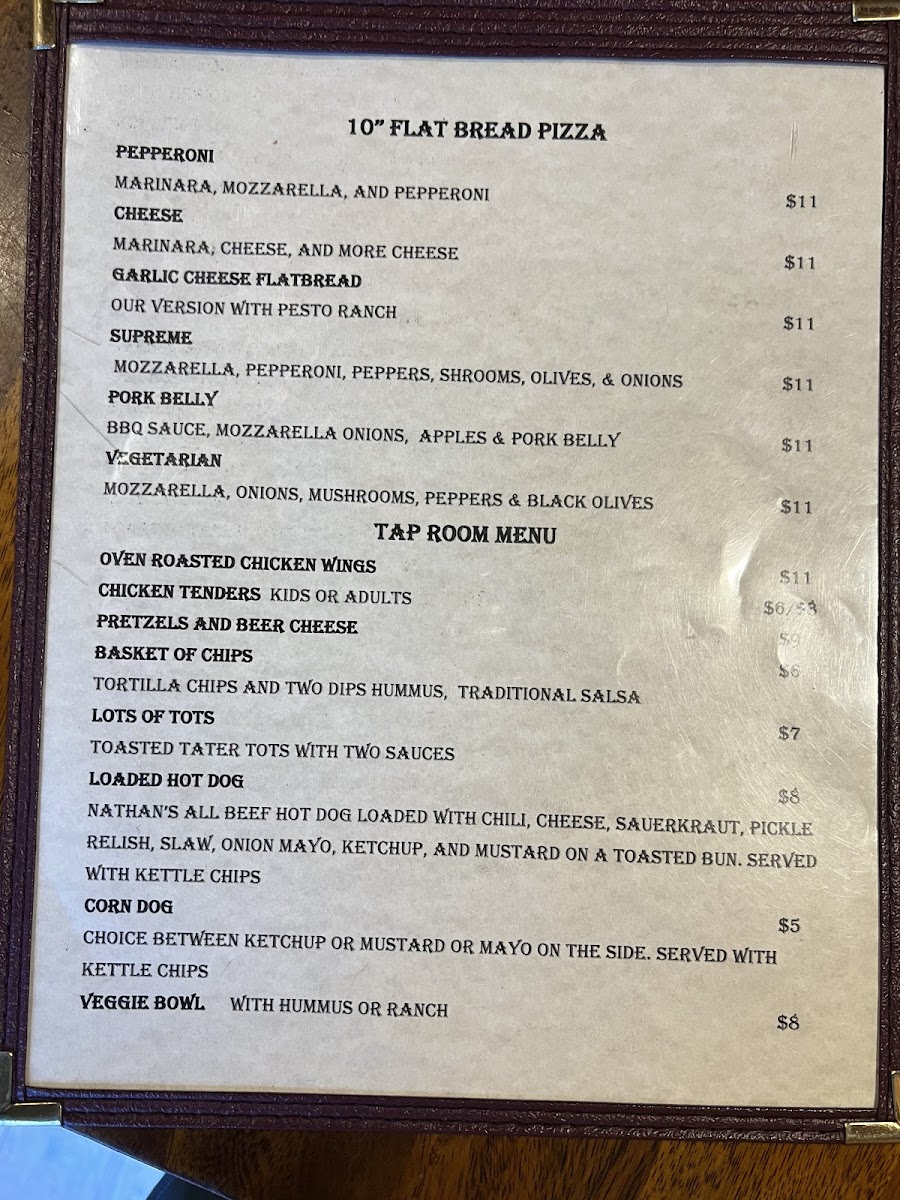 10” FLAT BREAD PIZZA
PEPPERONI
MARINARA, MOZZARELLA, AND PEPPERONI $11
CHEESE
MARINARA, CHEESE, AND MORE CHEESE $11
GARLIC CHEESE FLATBREAD
OUR VERSION WITH PESTO RANCH $11
SUPREME
MOZZARELLA, PEPPERONI, PEPPERS, SHROOMS, OLIVES, & ONIONS $11
PORK BELLY
BBQ SAUCE, MOZZARELLA ONIONS, APPLES & PORK BELLY $11
VEGETARIAN
MOZZARELLA, ONIONS, MUSHROOMS, PEPPERS & BLACK OLIVES $11
TAP ROOM MENU
OVEN ROASTED CHICKEN WINGS $11
CHICKEN TENDERS KIDS OR ADULTS $6/$8
PRETZELS AND BEER CHEESE $9
BASKET OF CHIPS $6
TORTILLA CHIPS AND TWO DIPS HUMMUS, TRADITIONAL SALSA
LOTS OF TOTS $7
TOASTED TATER TOTS WITH TWO SAUCES
LOADED HOT DOG $8
NATHAN'S ALL BEEF HOT DOG LOADED WITH CHILI, CHEESE, SAUERKRAUT, PICKLE
RELISH, SLAW, ONION MAYO, KETCHUP, AND MUSTARD ON A TOASTED BUN. SERVED
WITH KETTLE CHIPS
CORN DOG $5
CHOICE BETWEEN KETCHUP OR MUSTARD OR MAYO ON THE SIDE. SERVED WITH
KETTLE CHIPS
VEGGIE BOWL WITH HUMMUS OR RANCH $8